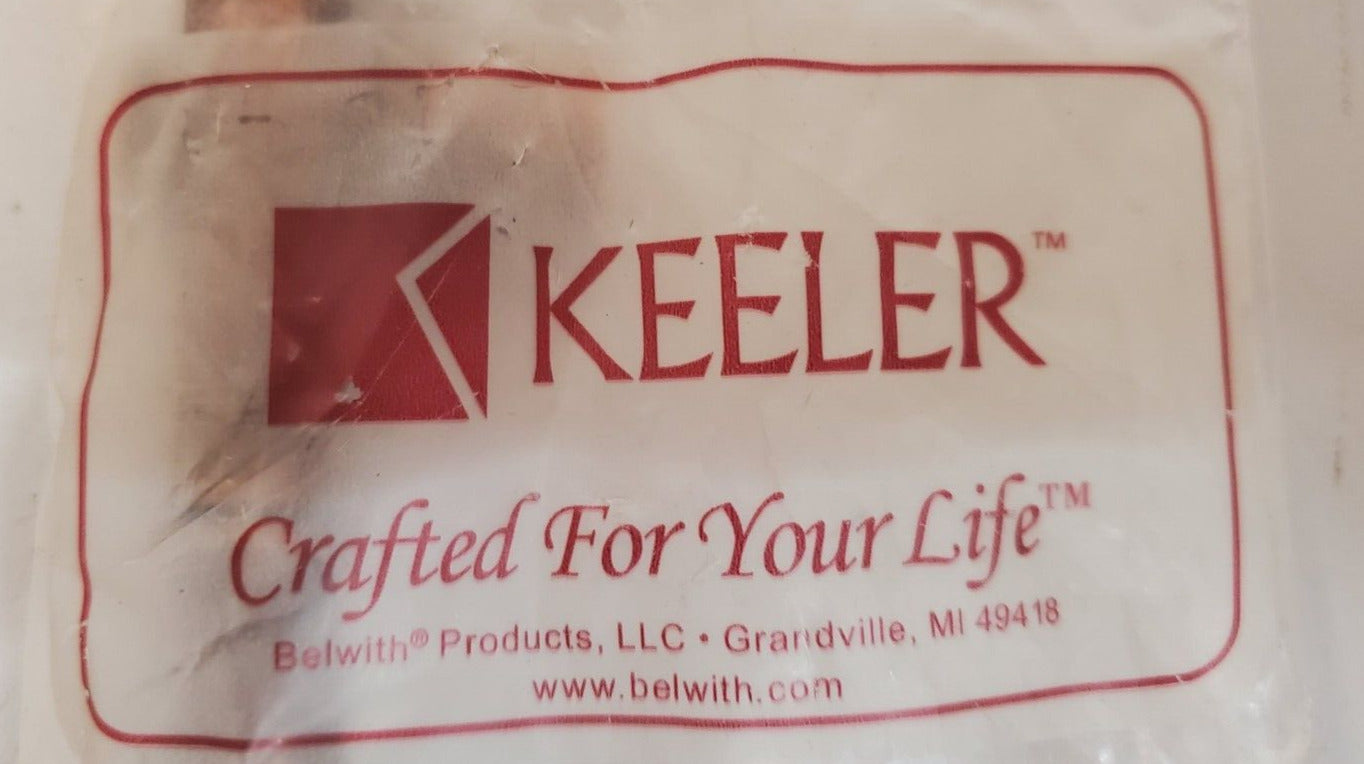 KEELER™
Crafted For Your Life™
Belwith® Products, LLC • Grandville, MI 49418
www.belwith.com